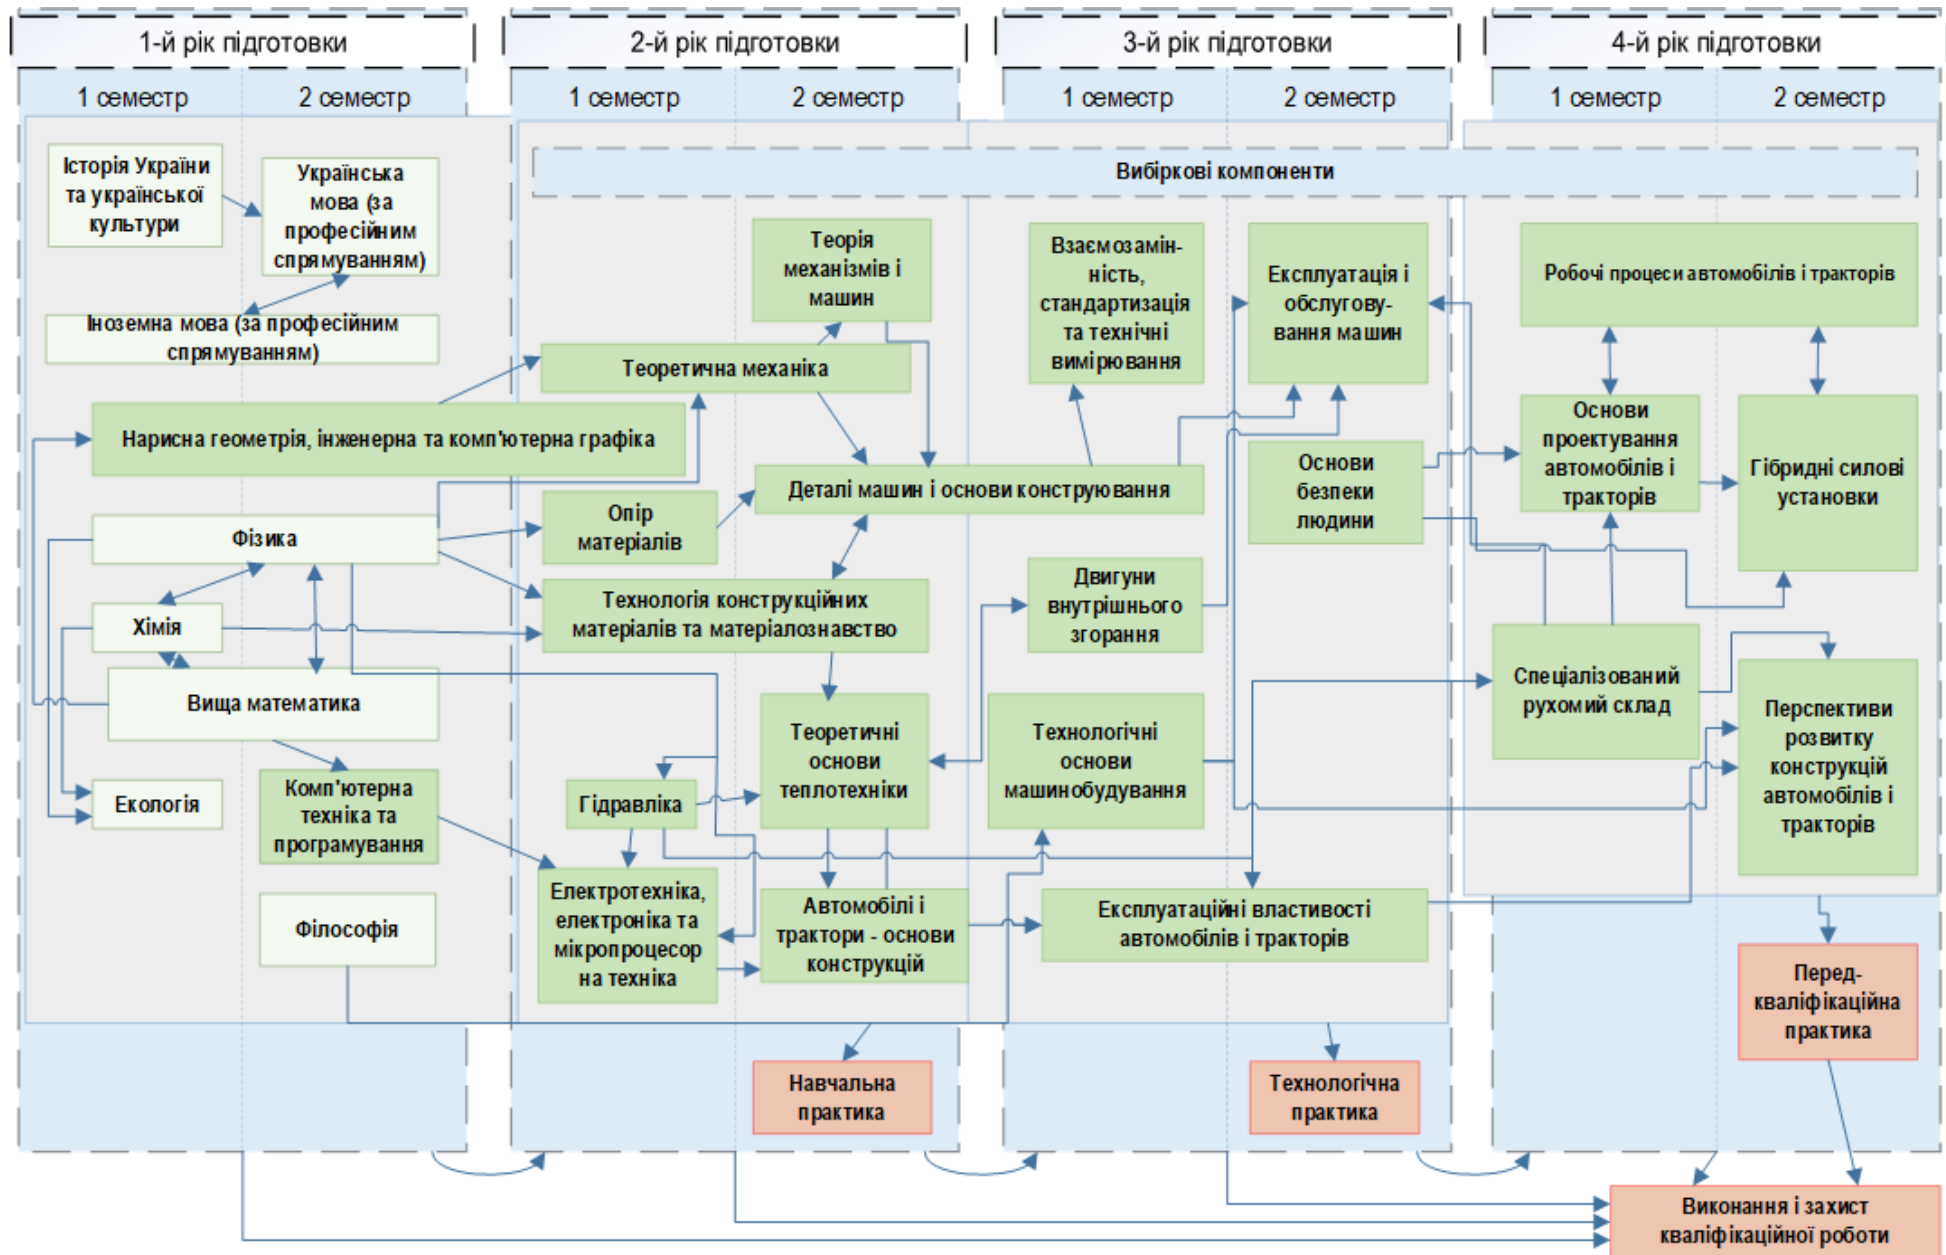 1-й рік підготовки
2-й рік підготовки
3-й рік підготовки
4-й рік підготовки
1 семестр
2 семестр
1 семестр
2 семестр
1 семестр
2 семестр
1 семестр
2 семестр
Вибіркові компоненти
Історія України
та української
культури
Українська
мова (за
професійним
спрямуванням)
Іноземна мова (за професійним
спрямуванням)
Нарисна геометрія, інженерна та комп'ютерна графіка
Фізика
Хімія
Вища математика
Екологія
Комп'ютерна
техніка та
програмування
Філософія
Теорія
механізмів і
машин
Теоретична механіка
Деталі машин і основи конструювання
Опір
матеріалів
Технологія конструкційних
матеріалів та матеріалознавство
Теоретичні
основи
теплотехніки
Гідравліка
Електротехніка,
електроніка та
мікропроцесор
на техніка
Автомобілі і
трактори - основи
конструкцій
Навчальна
практика
Взаємозамін-
ність,
стандартизація
та технічні
вимірювання
Експлуатація і
обслугову-
вання машин
Основи
безпеки
людини
Двигуни
внутрішнього
згорання
Технологічні
основи
машинобудування
Експлуатаційні властивості
автомобілів і тракторів
Технологічна
практика
Робочі процеси автомобілів і тракторів
Основи
проектування
автомобілів і
тракторів
Гібридні силові
установки
Спеціалізований
рухомий склад
Перспективи
розвитку
конструкцій
автомобілів і
тракторів
Перед-
кваліфікаційна
практика
Виконання і захист
кваліфікаційної роботи